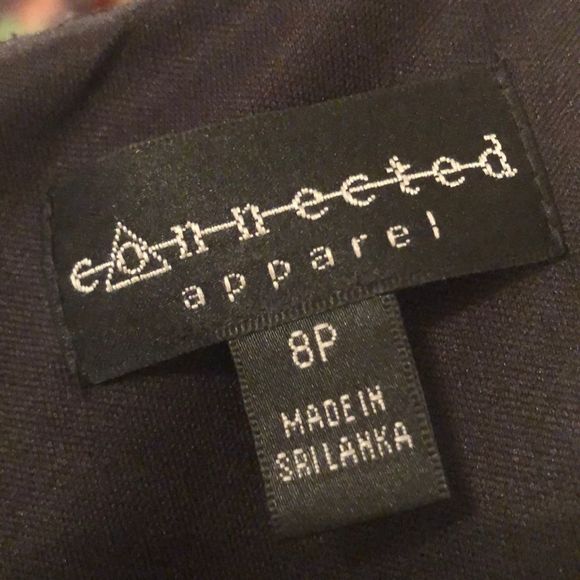 connected
apparel
8P
MADE IN
SRI LANKA